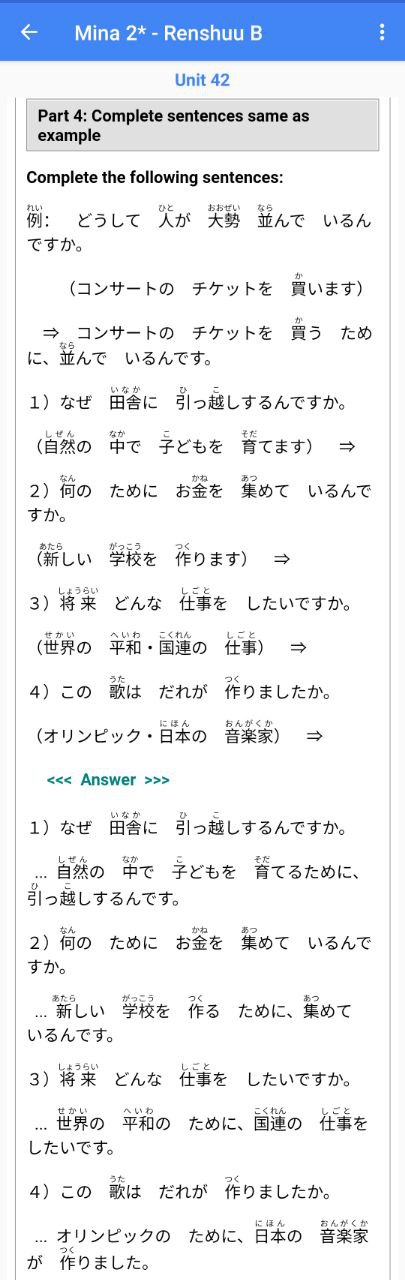 Mina 2* - Renshuu B
Unit 42
Part 4: Complete sentences same as
example
Complete the following sentences:
例： どうして 人が 大勢 並んで いるん
ですか。
（コンサートの チケットを 買います）
⇒ コンサートの チケットを 買う ため
に、並んで いるんです。
１）なぜ 田舎に 引っ越しするんですか。
（自然の 中で 子どもを 育てます） ⇒
２）何の ために お金を 集めて いるんで
すか。
（新しい 学校を 作ります） ⇒
３）将来 どんな 仕事を したいですか。
（世界の 平和・国連の 仕事） ⇒
４）この 歌は だれが 作りましたか。
（オリンピック・日本の 音楽家） ⇒
<<< Answer >>>
１）なぜ 田舎に 引っ越しするんですか。
... 自然の 中で 子どもを 育てるために、
引っ越しするんです。
２）何の ために お金を 集めて いるんで
すか。
... 新しい 学校を 作る ために、集めて
いるんです。
３）将来 どんな 仕事を したいですか。
... 世界の 平和の ために、国連の 仕事を
したいです。
４）この 歌は だれが 作りましたか。
... オリンピックの ために、日本の 音楽家
が 作りました。